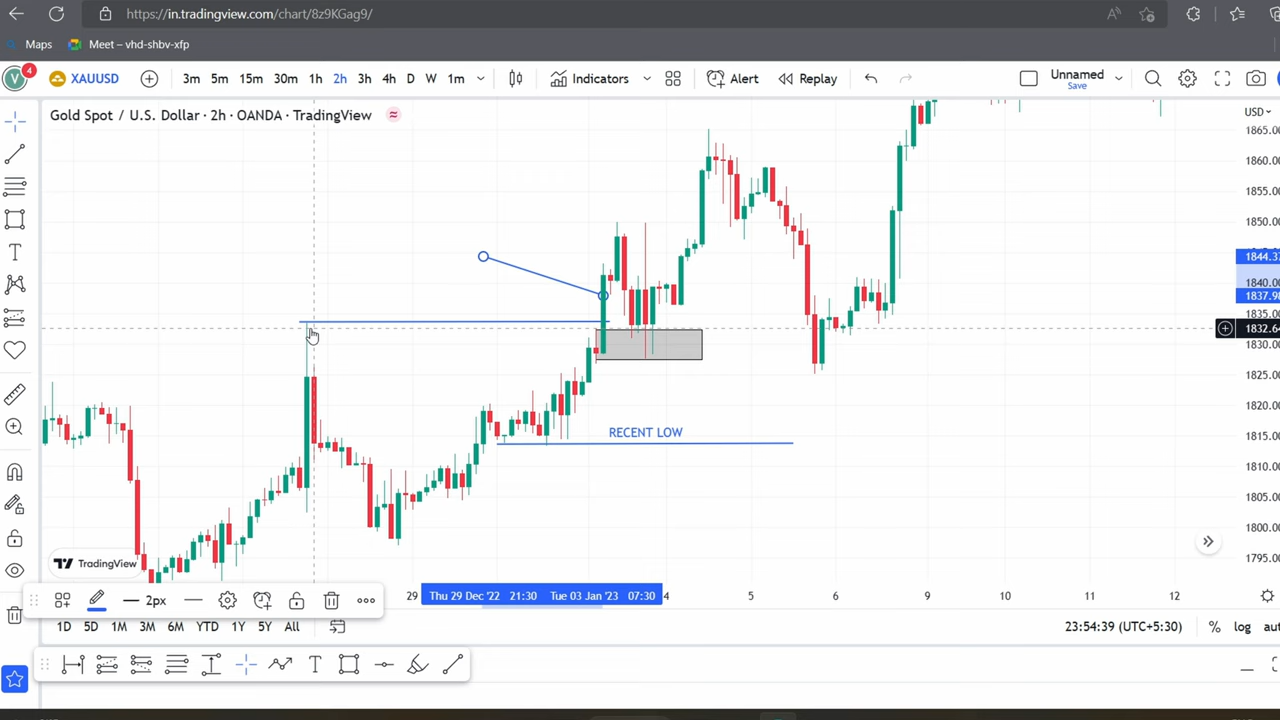 https://in.tradingview.com/chart/8z9KGag9/
Maps
Meet – vhd-shbv-xfp
V
4
XAUUSD
3m 5m 15m 30m 1h 2h 3h 4h D W 1m
Indicators
Alert
Replay
Unnamed
Save
Gold Spot / U.S. Dollar · 2h · OANDA · TradingView
USD
1865.00
1860.00
1855.00
1850.00
1844.37
1840.00
1837.98
1835.00
1832.64
1830.00
1825.00
1820.00
RECENT LOW
1815.00
1810.00
1805.00
1800.00
1795.00
TradingView
29
Thu 29 Dec '22 21:30
Tue 03 Jan '23 07:30
4 5 6 9 10 11 12
2px
1D 5D 1M 3M 6M YTD 1Y 5Y All
23:54:39 (UTC+5:30)
% log